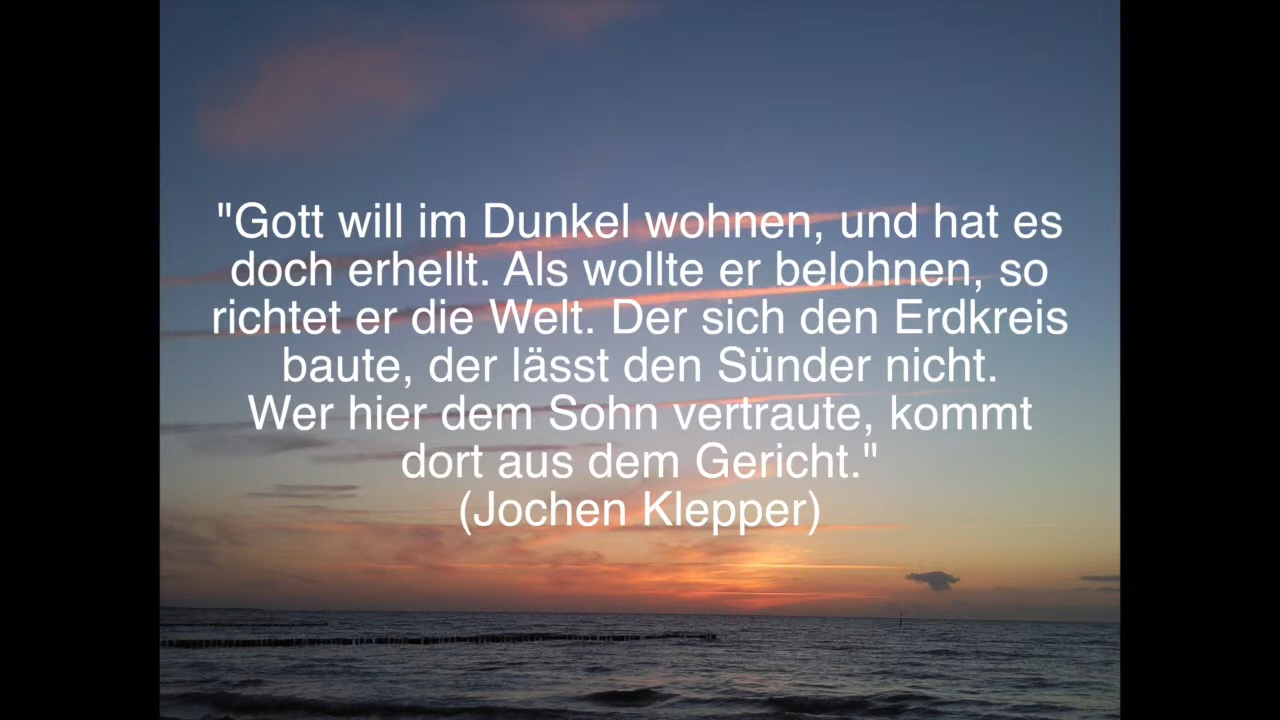 "Gott will im Dunkel wohnen, und hat es
doch erhellt. Als wollte er belohnen, so
richtet er die Welt. Der sich den Erdkreis
baute, der lässt den Sünder nicht.
Wer hier dem Sohn vertraute, kommt
dort aus dem Gericht."
(Jochen Klepper)